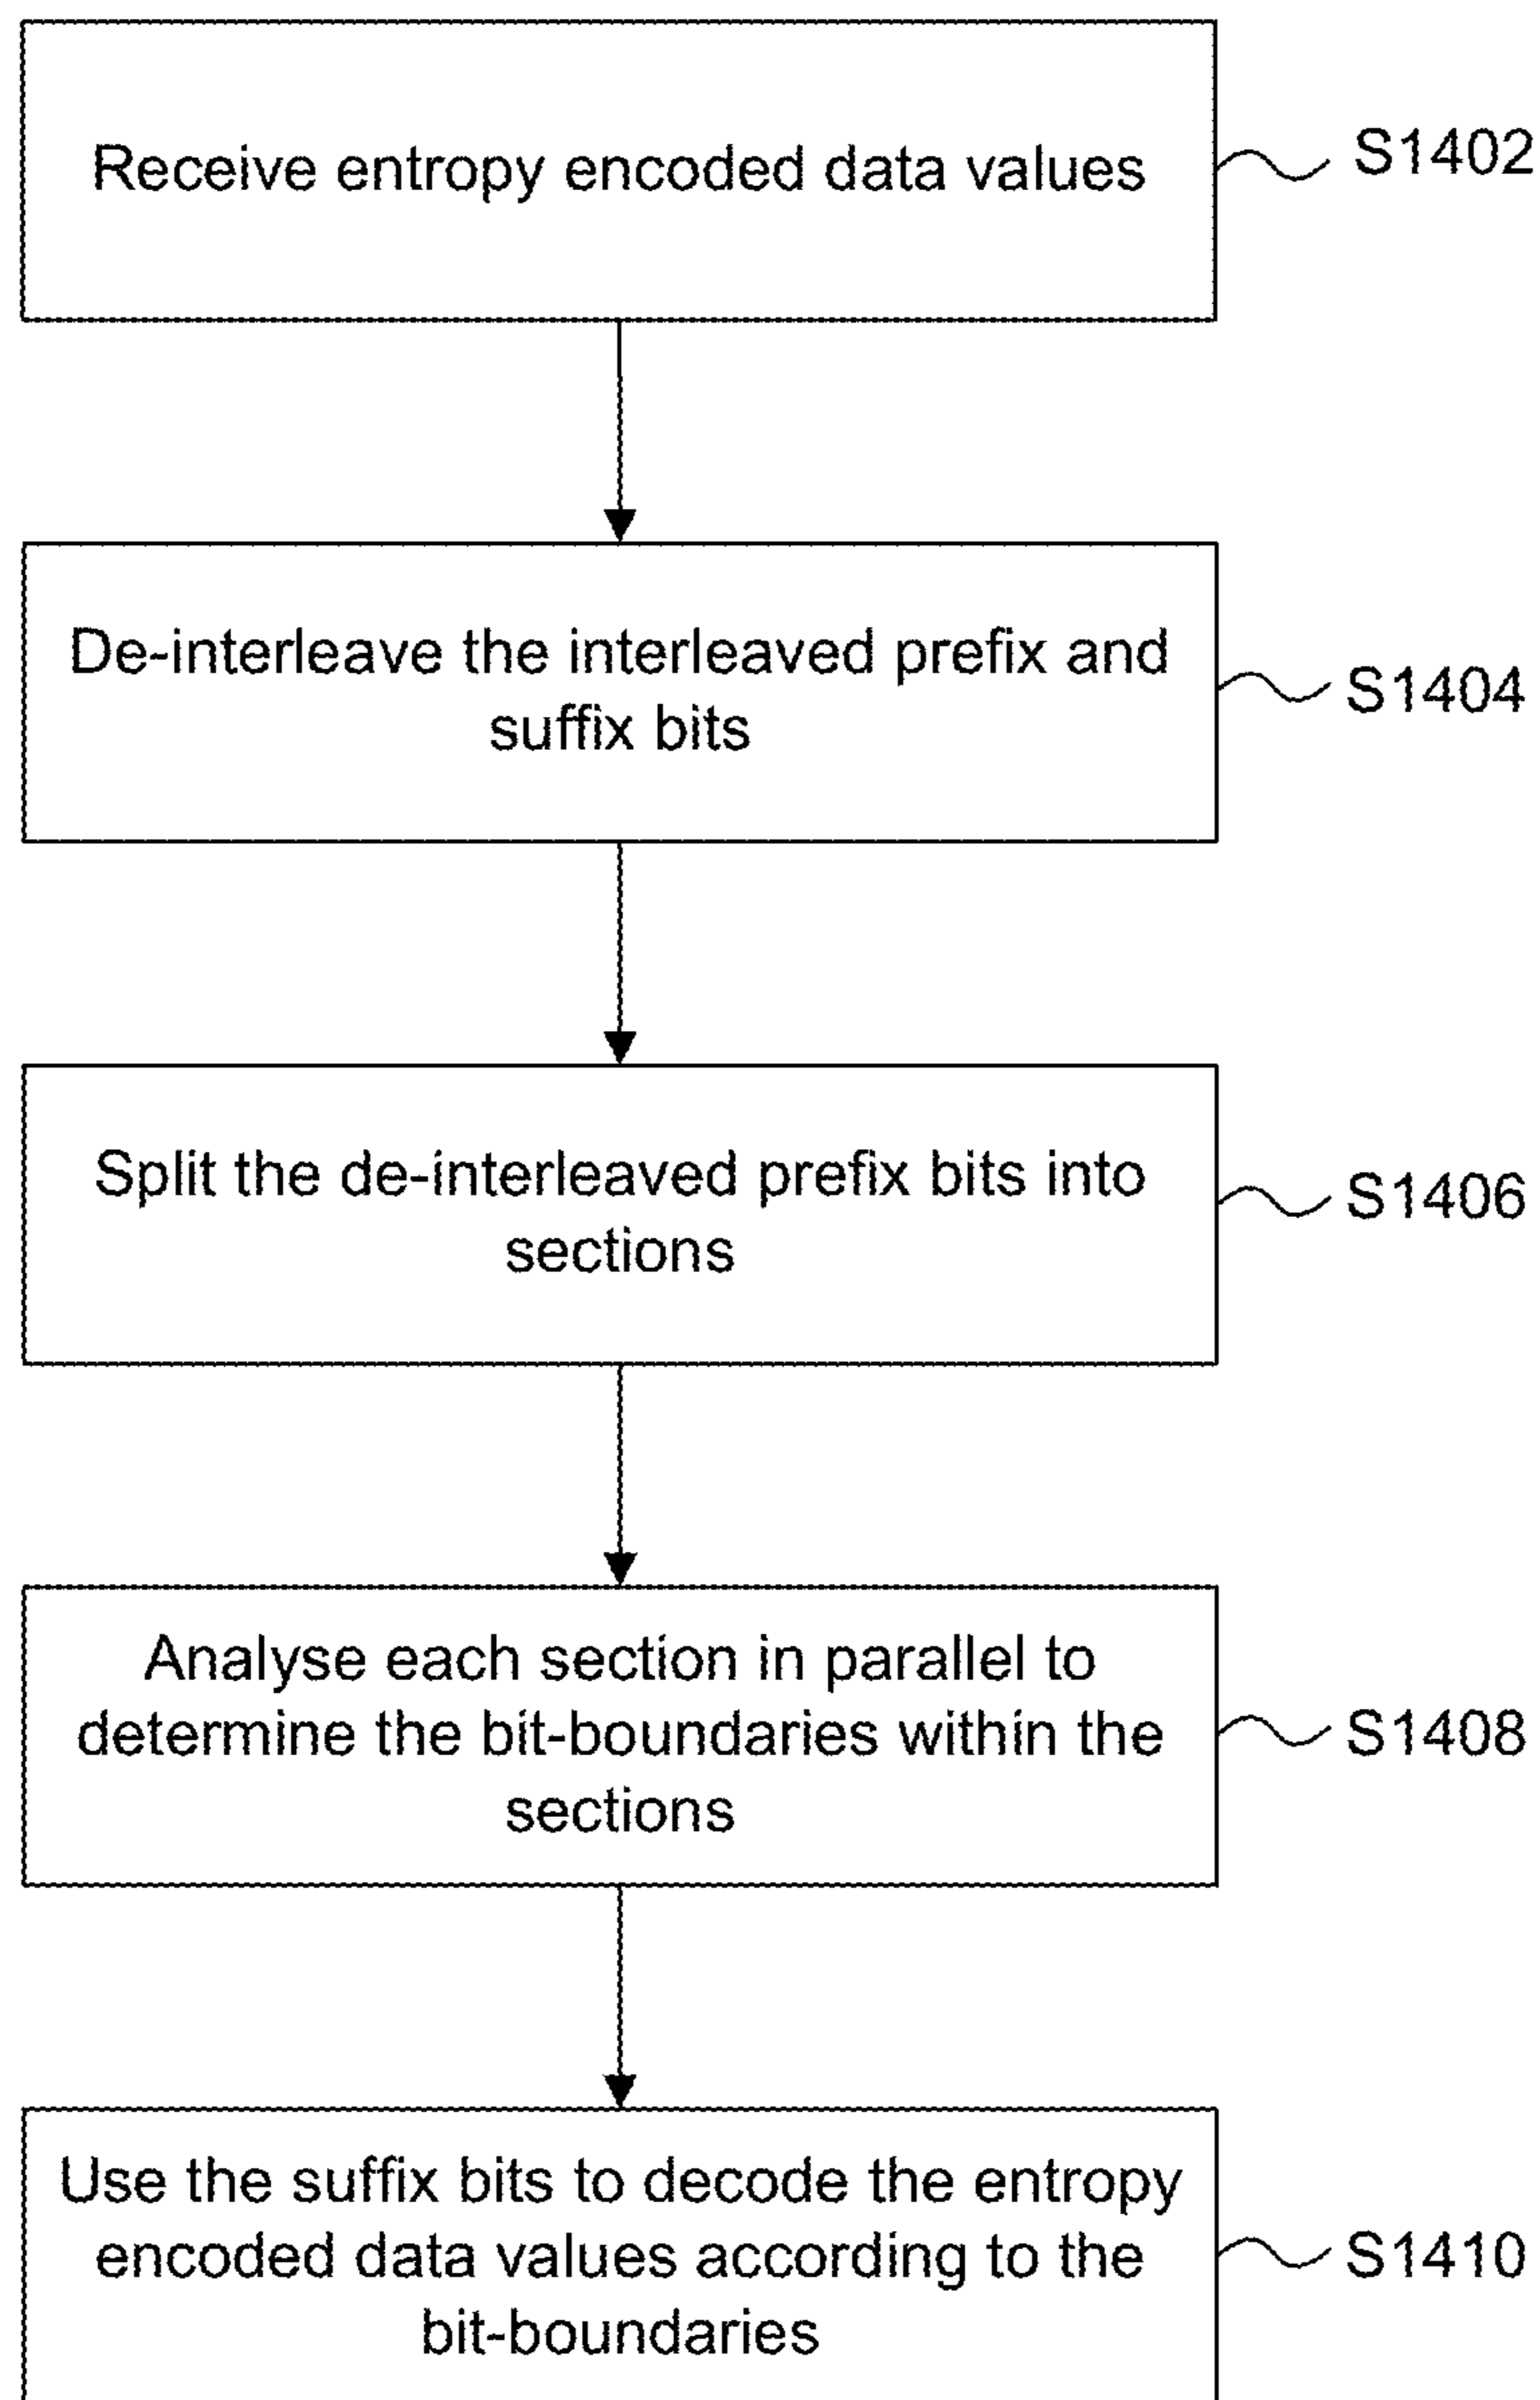 Receive entropy encoded data values
S1402
De-interleave the interleaved prefix and
suffix bits
S1404
Split the de-interleaved prefix bits into
sections
S1406
Analyse each section in parallel to
determine the bit-boundaries within the
sections
S1408
Use the suffix bits to decode the entropy
encoded data values according to the
bit-boundaries
S1410